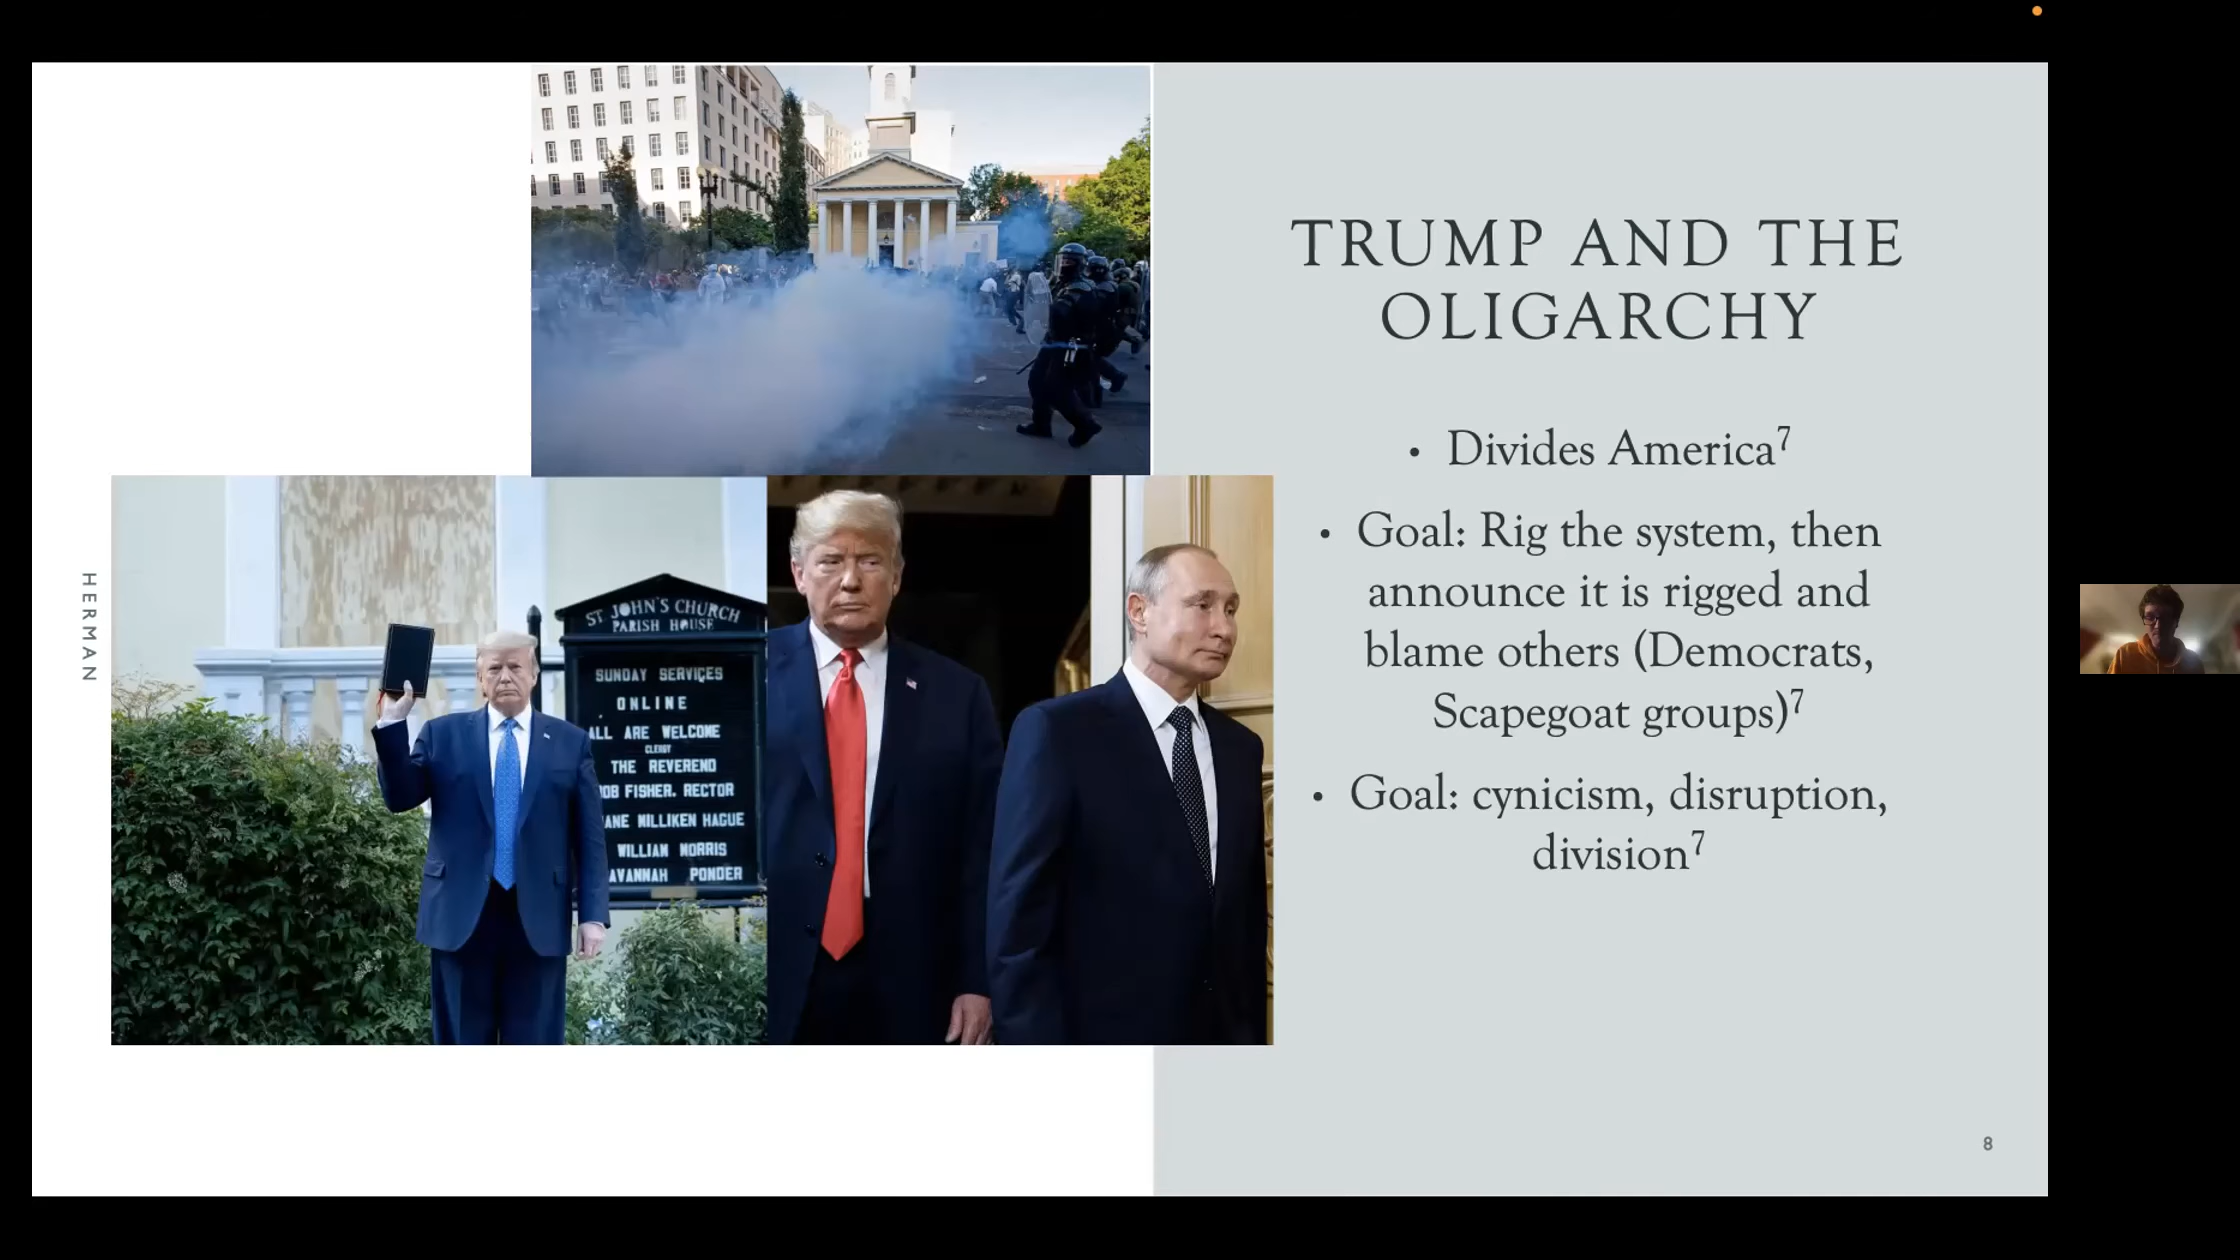 HERMAN
ST JOHN'S CHURCH
PARISH HOUSE
SUNDAY SERVICES
ONLINE
ALL ARE WELCOME
CLERGY
THE REVEREND
OB FISHER. RECTOR
ANE MILLIKEN HAGUE
WILLIAM MORRIS
AVANNAH PONDER
TRUMP AND THE
OLIGARCHY
• Divides America⁷
• Goal: Rig the system, then
announce it is rigged and
blame others (Democrats,
Scapegoat groups)⁷
• Goal: cynicism, disruption,
division⁷
8